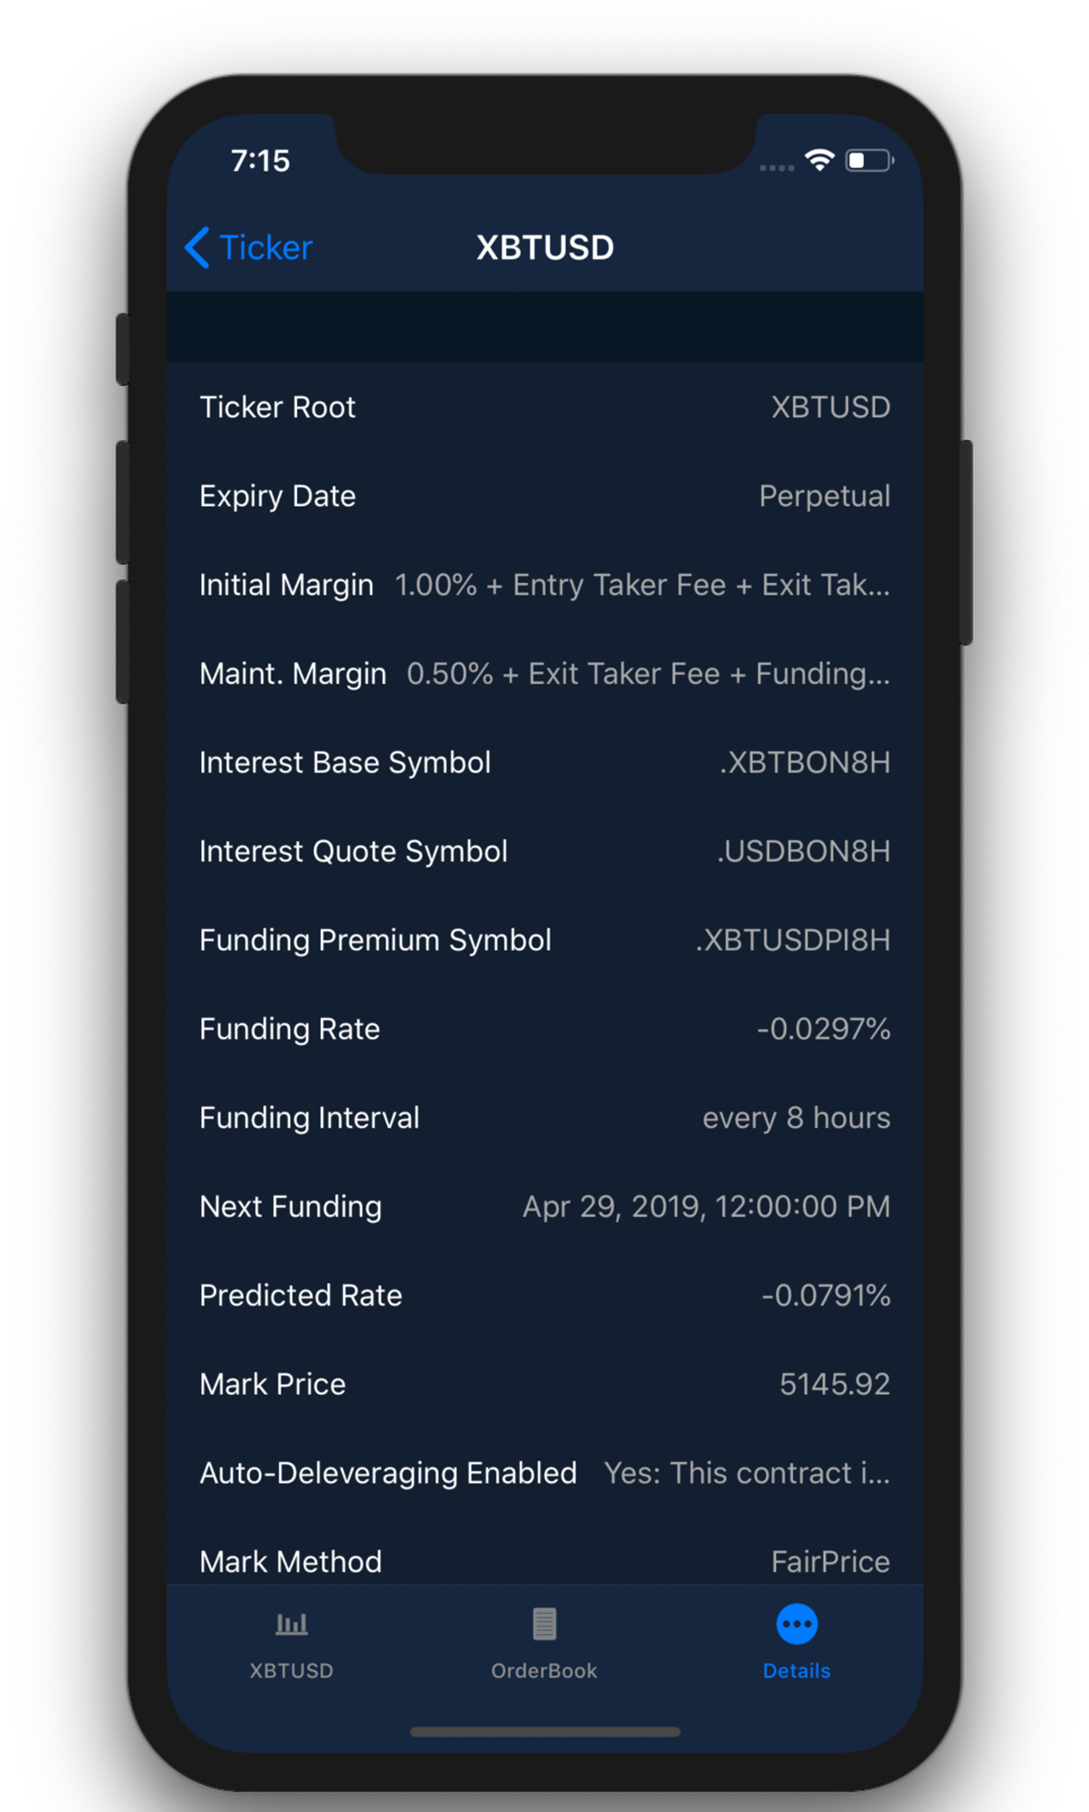 7:15
Ticker XBTUSD
Ticker Root XBTUSD
Expiry Date Perpetual
Initial Margin 1.00% + Entry Taker Fee + Exit Tak...
Maint. Margin 0.50% + Exit Taker Fee + Funding...
Interest Base Symbol .XBTBON8H
Interest Quote Symbol .USDBON8H
Funding Premium Symbol .XBTUSDPI8H
Funding Rate -0.0297%
Funding Interval every 8 hours
Next Funding Apr 29, 2019, 12:00:00 PM
Predicted Rate -0.0791%
Mark Price 5145.92
Auto-Deleveraging Enabled Yes: This contract i...
Mark Method FairPrice
XBTUSD OrderBook Details